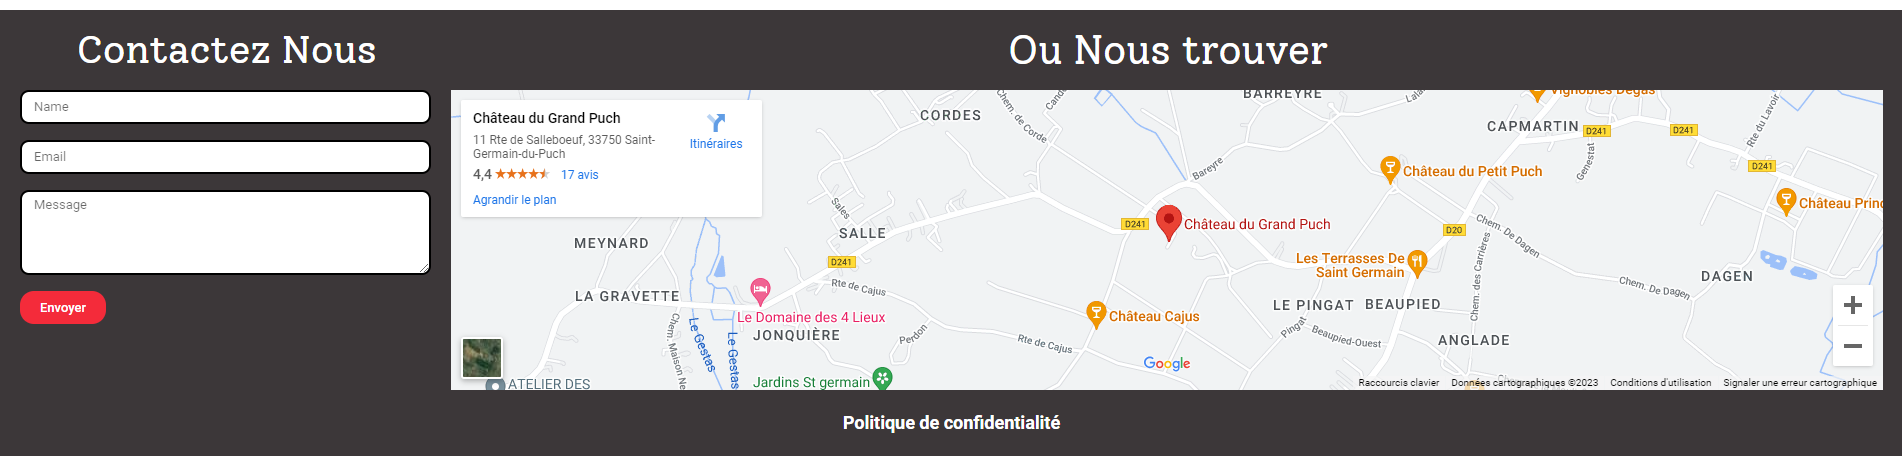 Contactez Nous
Name
Email
Message
Envoyer
Ou Nous trouver
Château du Grand Puch
11 Rte de Salleboeuf, 33750 Saint-
Germain-du-Puch
4,4
17 avis
Agrandir le plan
Itinéraires
BARREYRE
Vignobles Degas
CORDES
Chem. de Corde
CAPMARTIN
D241
D241
Rte du Lavoir
Genestat
D241
Bareyre
Château du Petit Puch
Château Princ
Sales
D241
Château du Grand Puch
Chem. De Dagen
D20
SALLE
MEYNARD
D241
Les Terrasses De
Saint Germain
Chem. des Carrières
DAGEN
Chem. De Dagen
Rte de Cajus
LA GRAVETTE
LE PINGAT
BEAUPIED
Le Domaine des 4 Lieux
Château Cajus
JONQUIÈRE
Perdon
Pingat
Beaupied-Ouest
ANGLADE
Le Gestas
Le Gestas
Chem. Maison Ne
Rte de Cajus
Google
ATELIER DES
Jardins St germain
Raccourcis clavier
Données cartographiques ©2023
Conditions d'utilisation
Signaler une erreur cartographique
Politique de confidentialité